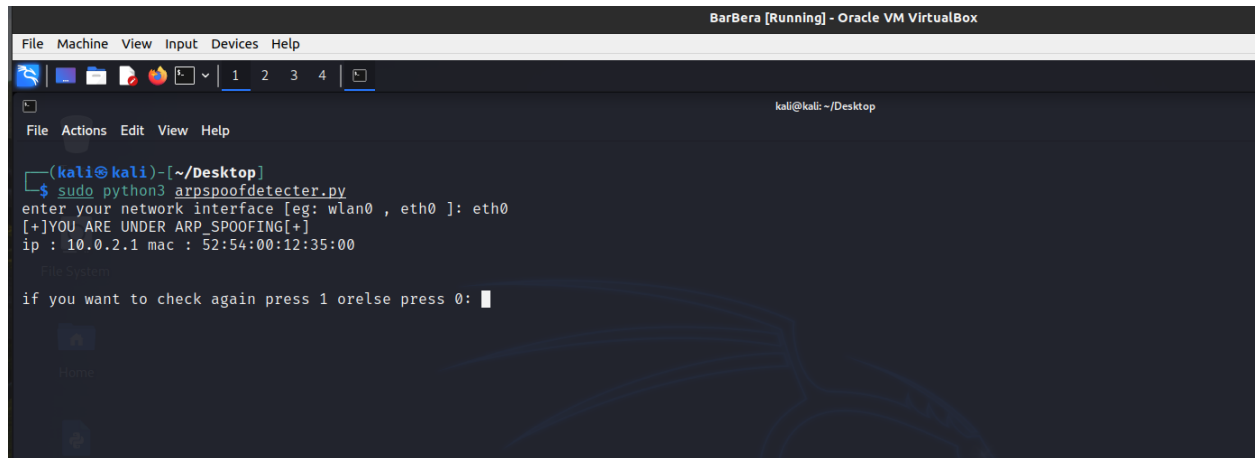 BarBera [Running] - Oracle VM VirtualBox
File Machine View Input Devices Help
1 2 3 4
kali@kali: ~/Desktop
File Actions Edit View Help
┌──(kali㉿kali)-[~/Desktop]
└─$ sudo python3 arpspoofdetecter.py
enter your network interface [eg: wlan0 , eth0 ]: eth0
[+]YOU ARE UNDER ARP_SPOOFING[+]
ip : 10.0.2.1 mac : 52:54:00:12:35:00
File System
if you want to check again press 1 orelse press 0:
Home